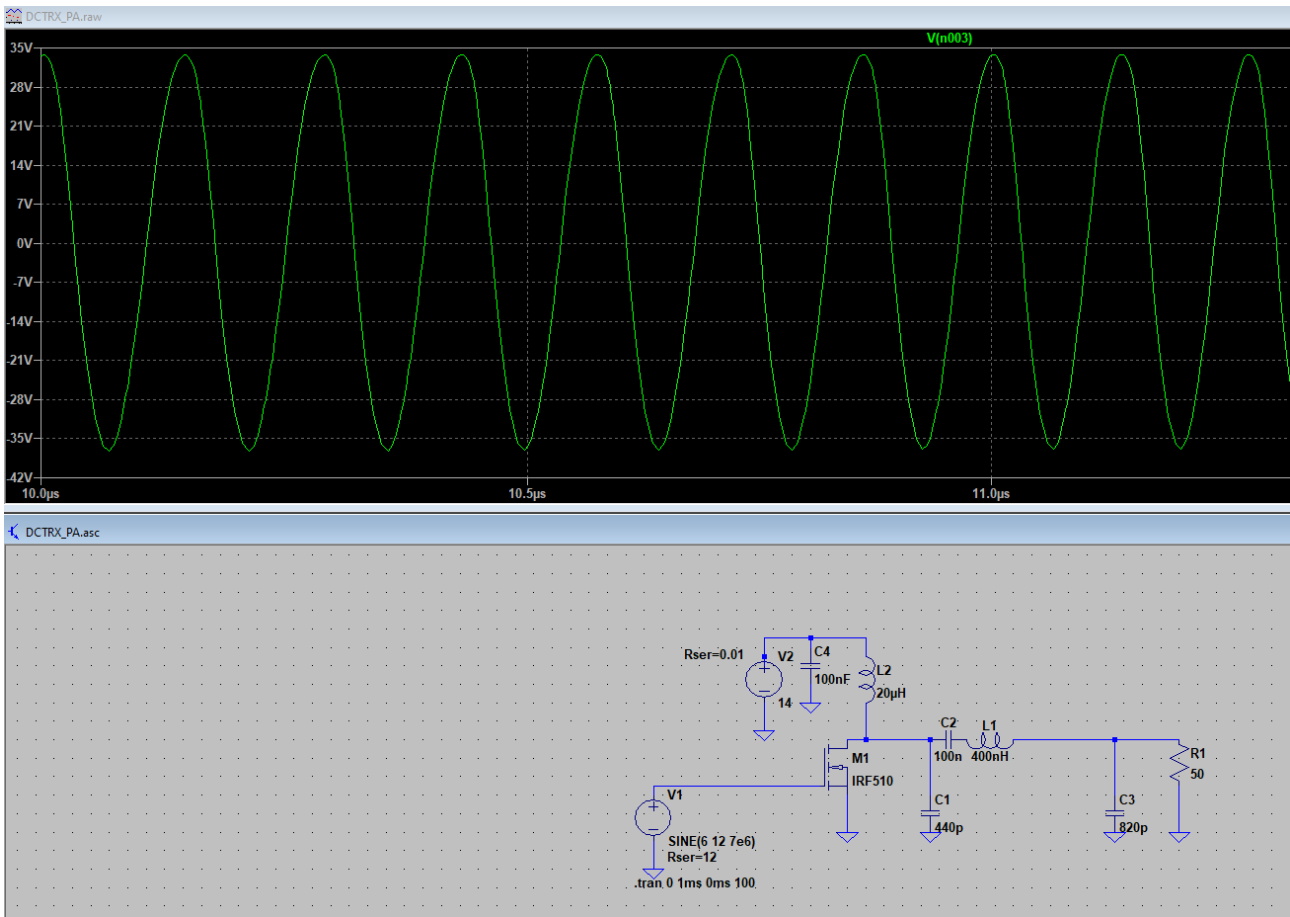 DCTRX_PA.raw
V(n003)
35V
28V
21V
14V
7V
0V
-7V
-14V
-21V
-28V
-35V
-42V
10.0µs
10.5µs
11.0µs
DCTRX_PA.asc
Rser=0.01
V2
14
C4
100nF
L2
20µH
C2
100n
L1
400nH
M1
IRF510
R1
50
V1
SINE(6 12 7e6)
Rser=12
C1
440p
C3
820p
.tran 0 1ms 0ms 100